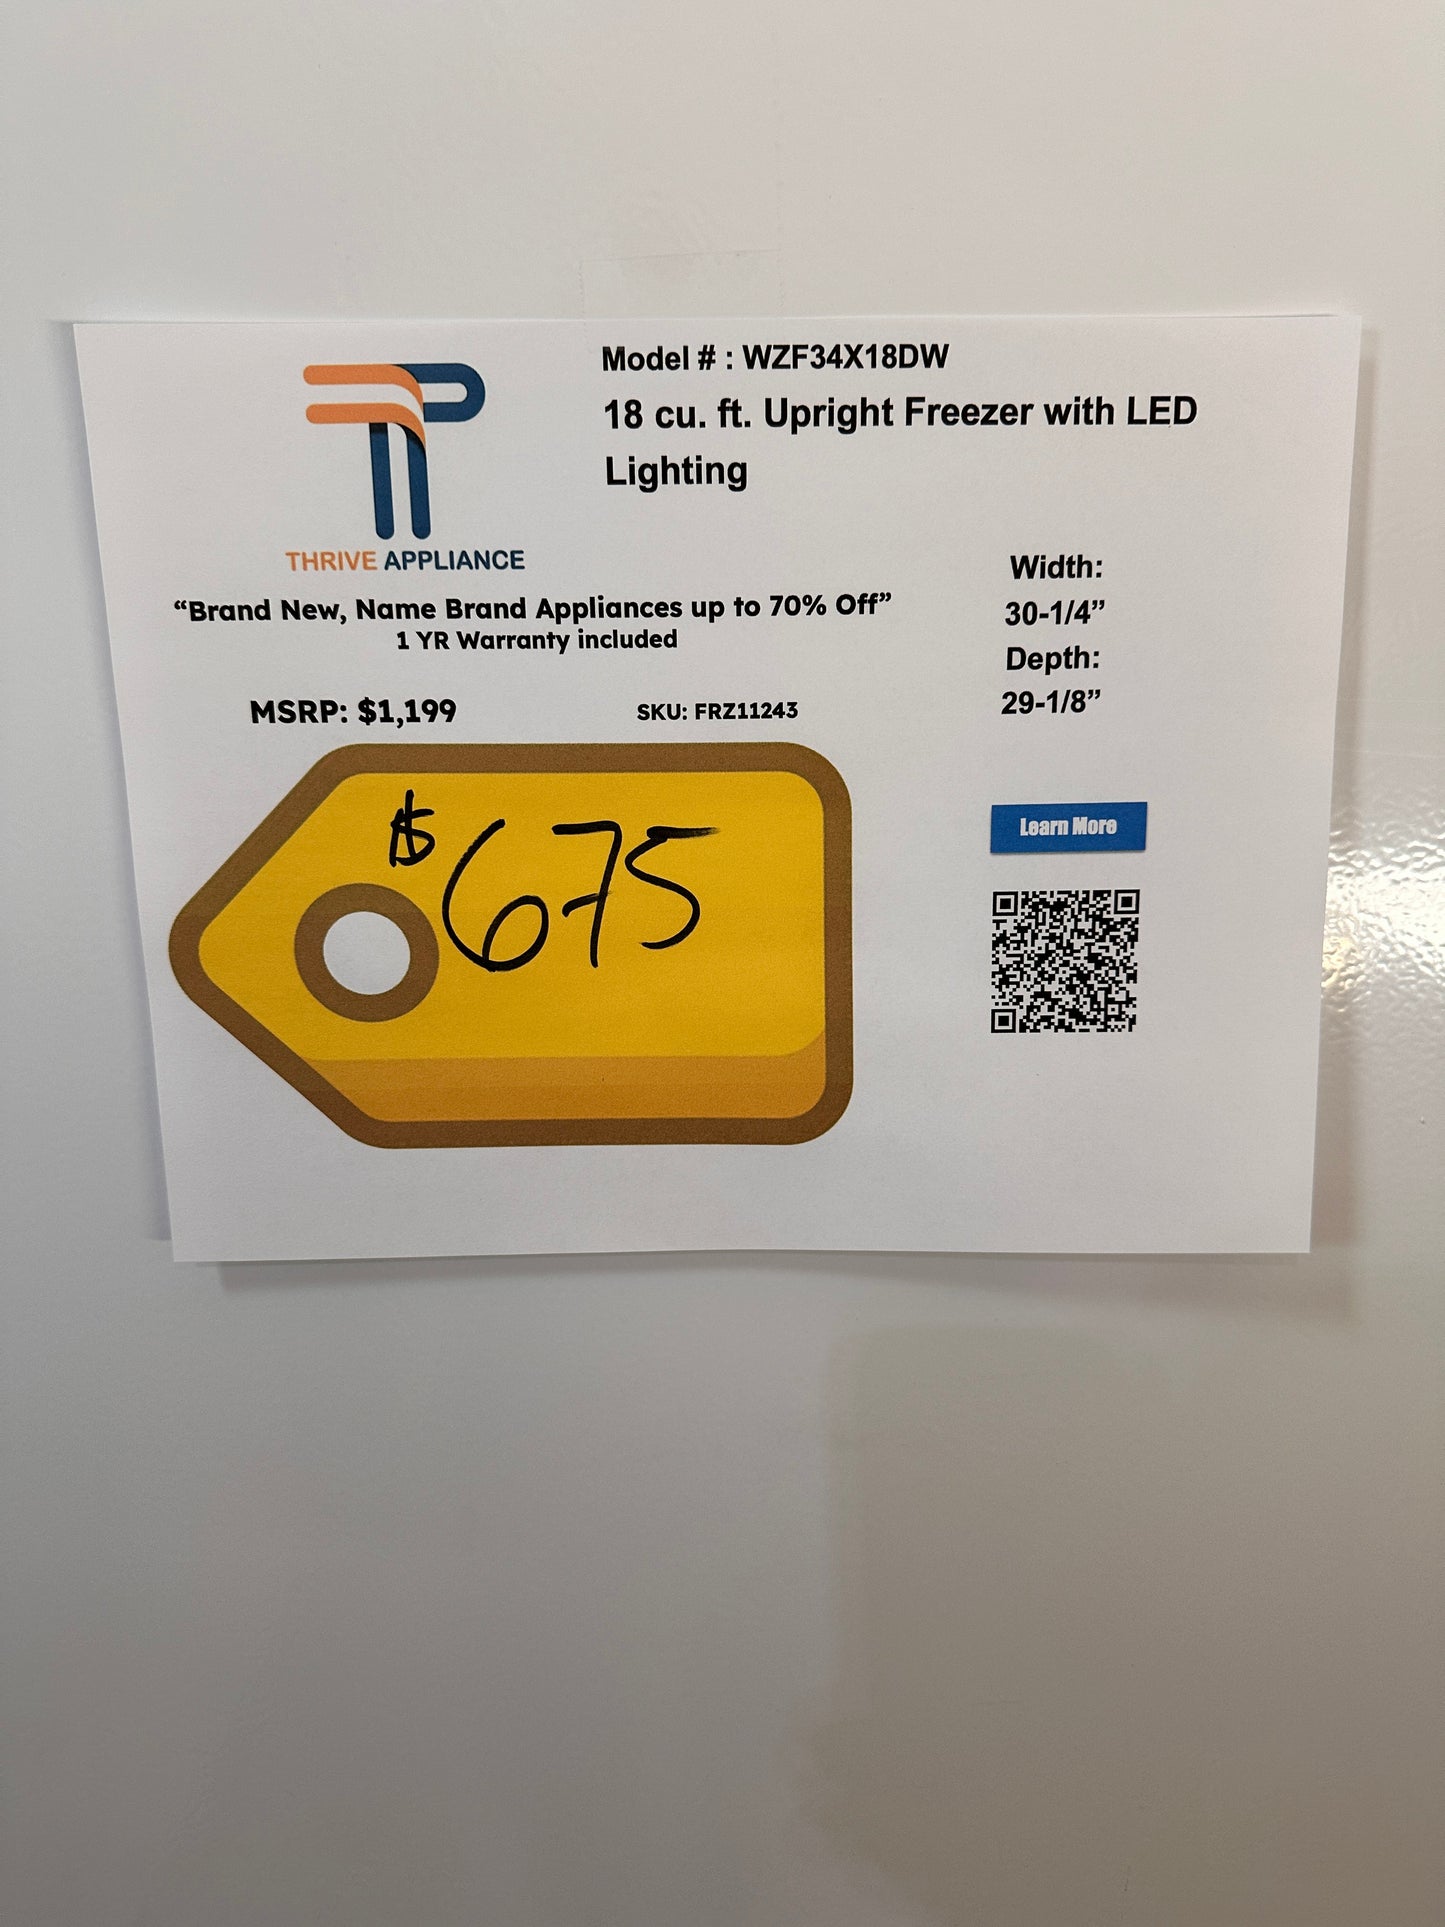 Model # : WZF34X18DW
18 cu. ft. Upright Freezer with LED
Lighting
THRIVE APPLIANCE
“Brand New, Name Brand Appliances up to 70% Off”
1 YR Warranty included
MSRP: $1,199
SKU: FRZ11243
$675
Width:
30-1/4”
Depth:
29-1/8”
Learn More